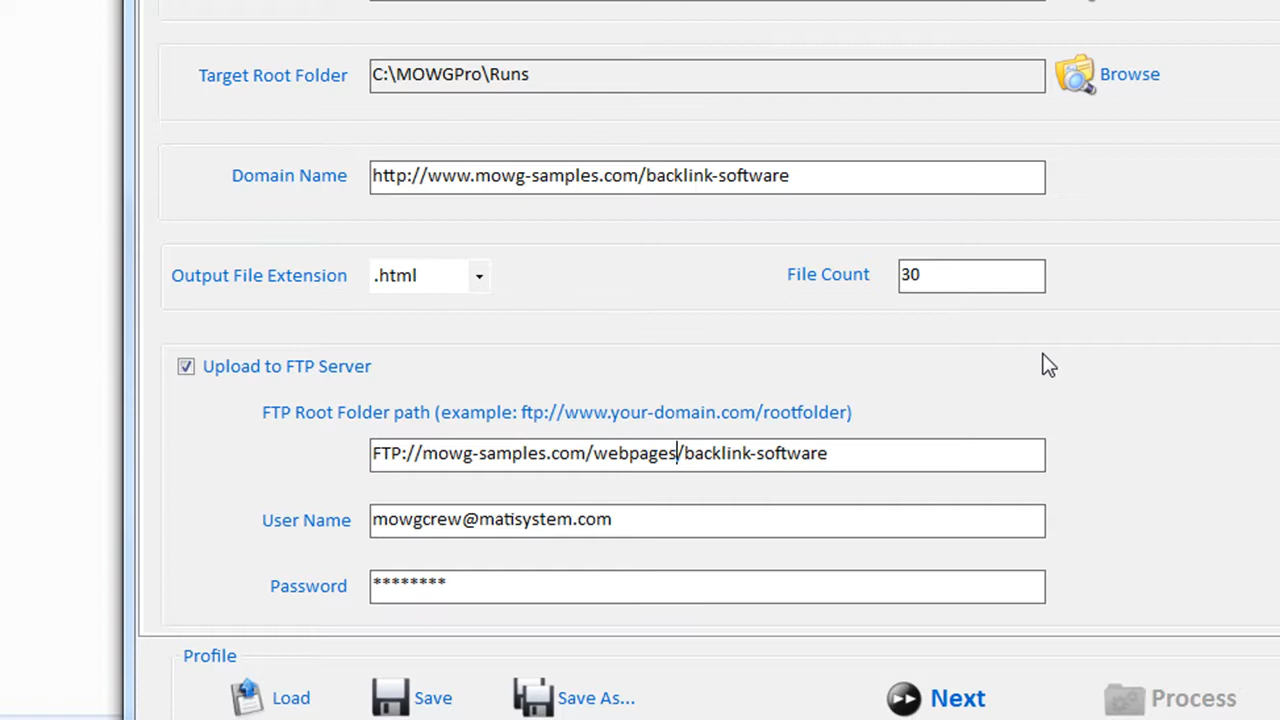 Target Root Folder C:\MOWGPro\Runs Browse
Domain Name http://www.mowg-samples.com/backlink-software
Output File Extension .html File Count 30
Upload to FTP Server
FTP Root Folder path (example: ftp://www.your-domain.com/rootfolder)
FTP://mowg-samples.com/webpages/backlink-software
User Name mowgcrew@matisystem.com
Password ********
Profile
Load Save Save As... Next Process